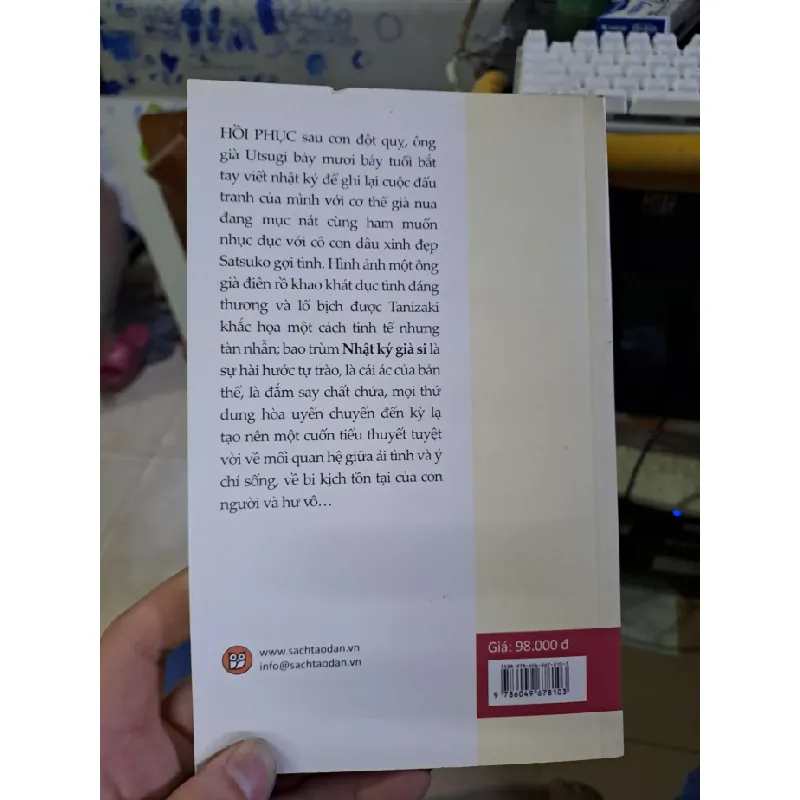 HỒI PHỤC sau cơn đột quỵ, ông
già Utsugi bảy mươi bảy tuổi bắt
tay viết nhật ký để ghi lại cuộc đấu
tranh của mình với cơ thể già nua
đang mục nát cùng ham muốn
nhục dục với cô con dâu xinh đẹp
Satsuko gợi tình. Hình ảnh một ông
già điên rồ khao khát dục tình đáng
thương và lố bịch được Tanizaki
khắc họa một cách tinh tế nhưng
tàn nhẫn; bao trùm Nhật ký già si là
sự hài hước tự trào, là cái ác của bản
thể, là đắm say chất chứa, mọi thứ
dung hòa uyển chuyển đến kỳ lạ
tạo nên một cuốn tiểu thuyết tuyệt
vời về mối quan hệ giữa ái tình và ý
chí sống, về bi kịch tồn tại của con
người và hư vô...
www.sachtaodan.vn
info@sachtaodan.vn
Giá: 98.000 đ
9 786049 678103